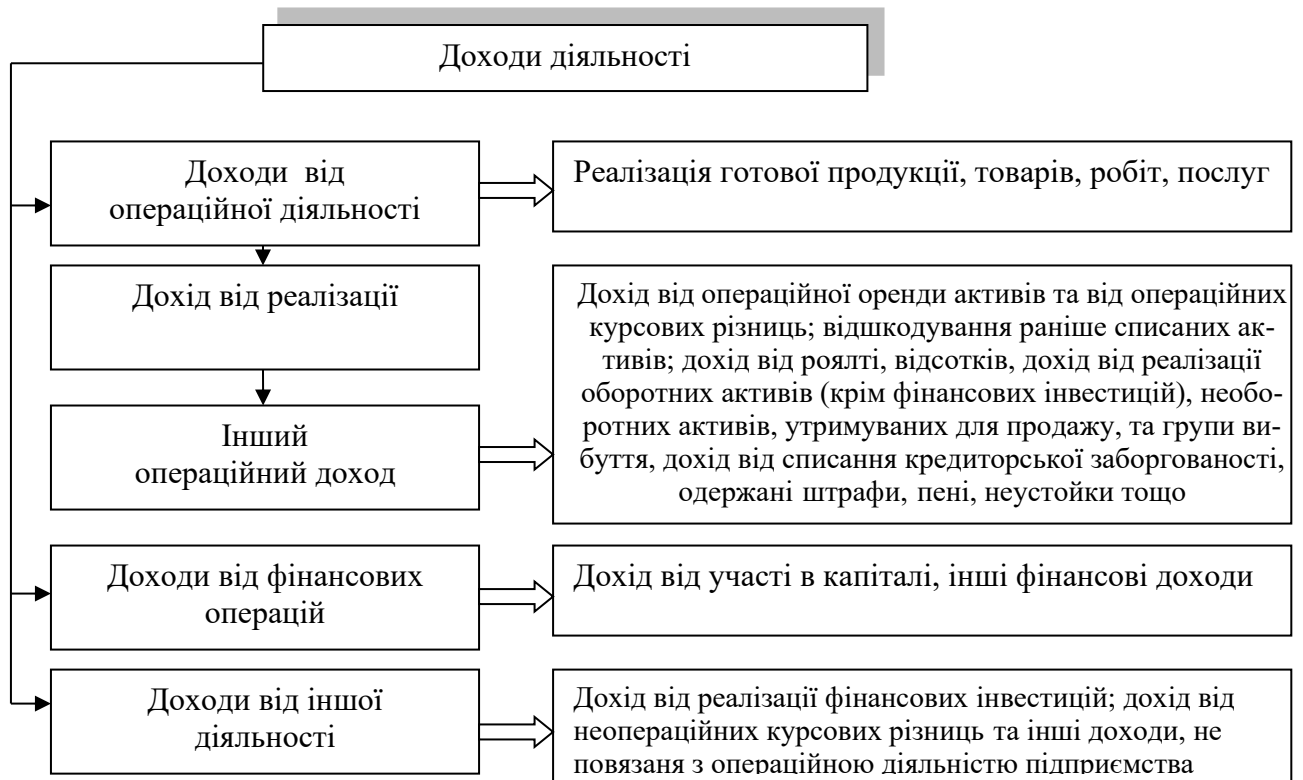 Доходи діяльності
Доходи від
операційної діяльності
Реалізація готової продукції, товарів, робіт, послуг
Дохід від реалізації
Дохід від операційної оренди активів та від операційних
курсових різниць; відшкодування раніше списаних ак-
тивів; дохід від роялті, відсотків, дохід від реалізації
оборотних активів (крім фінансових інвестицій), необо-
ротних активів, утримуваних для продажу, та групи ви-
буття, дохід від списання кредиторської заборгованості,
одержані штрафи, пені, неустойки тощо
Інший
операційний доход
Доходи від фінансових
операцій
Дохід від участі в капіталі, інші фінансові доходи
Доходи від іншої
діяльності
Дохід від реалізації фінансових інвестицій; дохід від
неопераційних курсових різниць та інші доходи, не
повязаня з операційною діяльністю підприємства